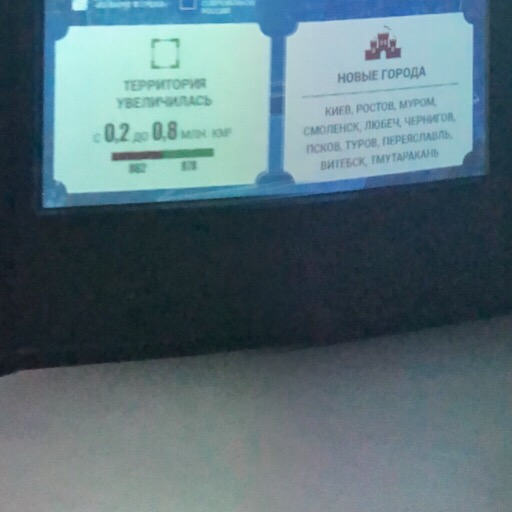 ТЕРРИТОРИЯ
УВЕЛИЧИЛАСЬ
С 0,2 ДО 0,8 МЛН. КМ²
862 878
НОВЫЕ ГОРОДА
КИЕВ, РОСТОВ, МУРОМ,
СМОЛЕНСК, ЛЮБЕЧ, ЧЕРНИГОВ,
ПСКОВ, ТУРОВ, ПЕРЕЯСЛАВЛЬ,
ВИТЕБСК, ТМУТАРАКАНЬ